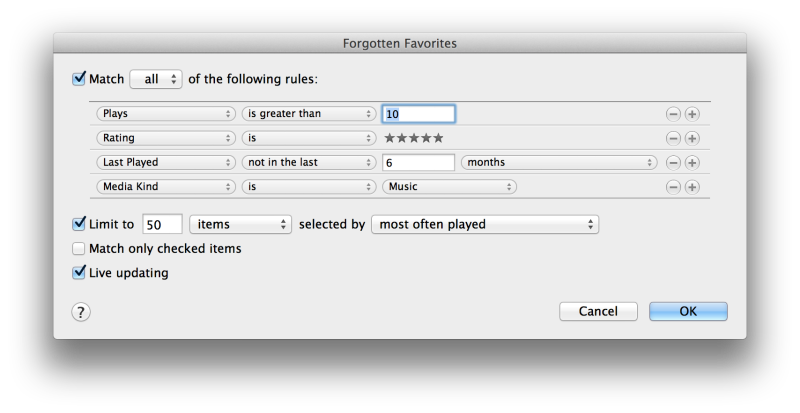 Forgotten Favorites
Match all of the following rules:
Plays is greater than 10
Rating is ★★★★★
Last Played not in the last 6 months
Media Kind is Music
Limit to 50 items selected by most often played
Match only checked items
Live updating
? Cancel OK